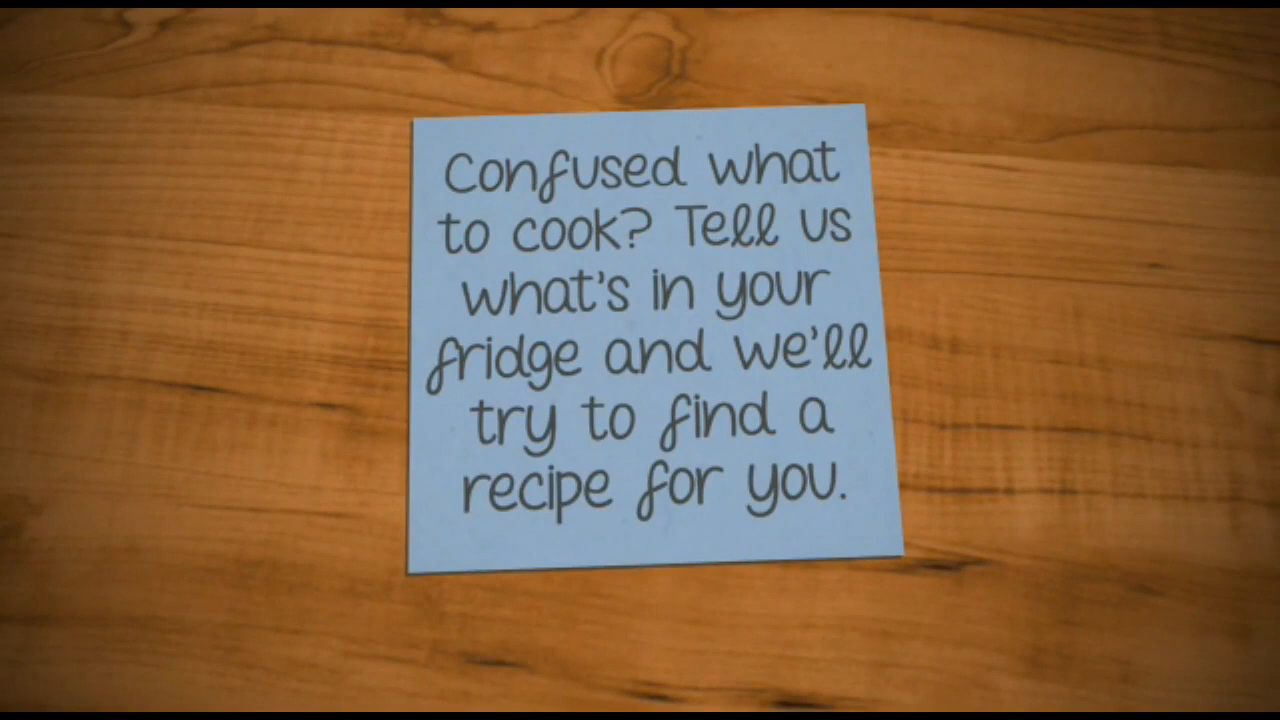 Confused what
to cook? Tell us
what's in your
fridge and we'll
try to find a
recipe for you.